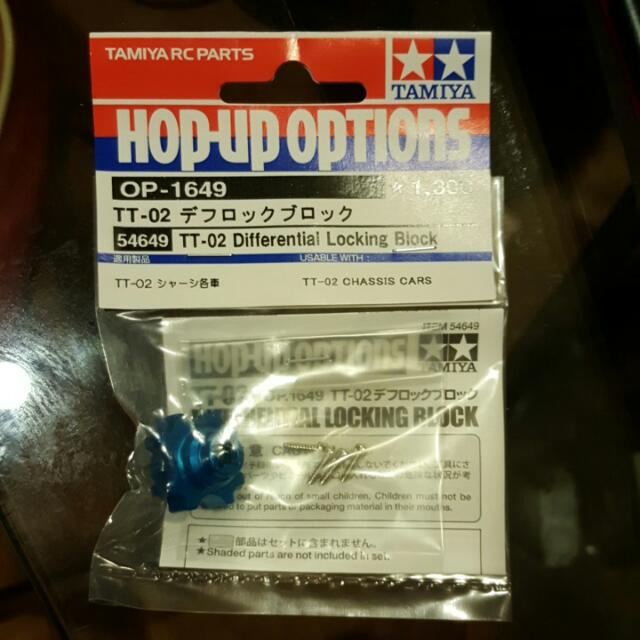 TAMIYA RC PARTS
TAMIYA
HOP-UP OPTIONS
OP-1649
TT-02 デフロックブロック
54649 TT-02 Differential Locking Block
適用製品 USABLE WITH :
TT-02 シャーシ各車 TT-02 CHASSIS CARS
ITEM 54649
HOP-UP OPTIONS
TAMIYA
TT-02 OP.1649 TT-02 デフロックブロック
LOCKING BLOCK
out of reach of small children. Children must not be
to put parts or packaging material in their mouths.
★ 部品はセットに含まれません。
★Shaded parts are not included in set.